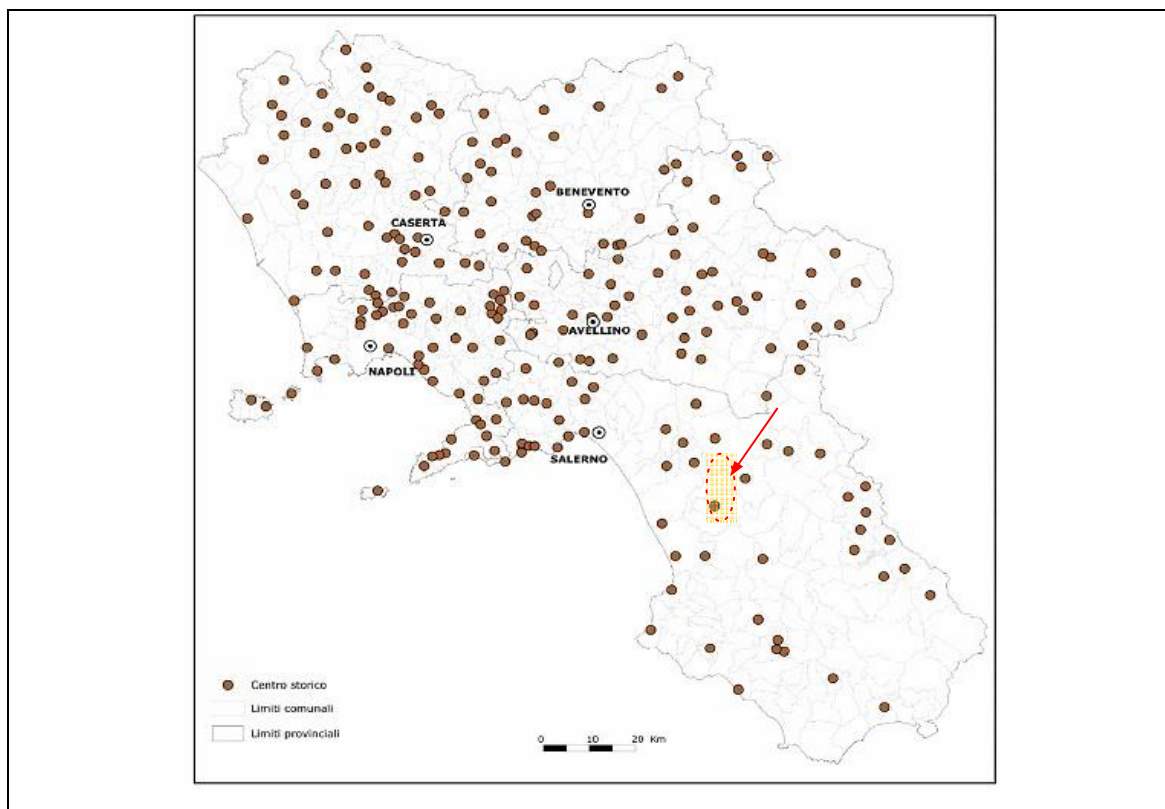 BENEVENTO
CASERTA
AVELLINO
NAPOLI
SALERNO
Centro storico
Limiti comunali
Limiti provinciali
0 10 20 Km